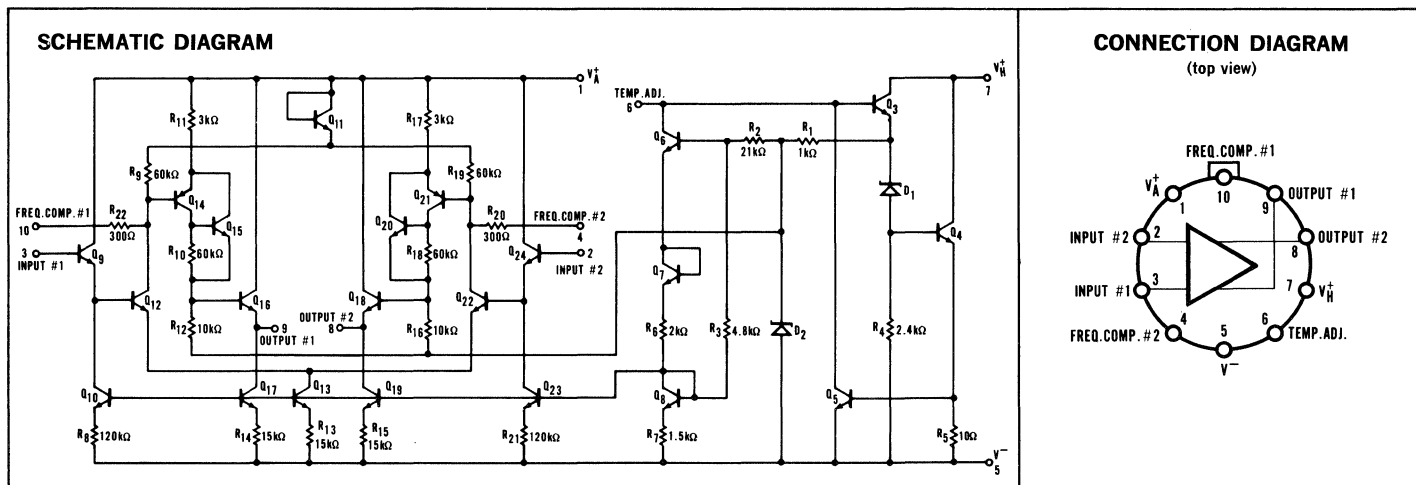 SCHEMATIC DIAGRAM
V+A
1
R11
3kΩ
Q11
R17
3kΩ
R9
60kΩ
Q14
Q15
R19
60kΩ
Q21
Q20
FREQ.COMP.#1
10
R22
300Ω
R20
300Ω
FREQ.COMP.#2
4
3
INPUT #1
Q9
R10
60kΩ
R18
60kΩ
Q24
2
INPUT #2
Q12
Q16
Q18
Q22
R12
10kΩ
9
OUTPUT #1
OUTPUT #2
8
R16
10kΩ
Q10
Q17
Q13
Q19
Q23
R8
120kΩ
R14
15kΩ
R13
15kΩ
R15
15kΩ
R21
120kΩ
TEMP.ADJ.
6
Q3
V+H
7
Q6
R2
21kΩ
R1
1kΩ
D1
Q4
Q7
R6
2kΩ
R3
4.8kΩ
D2
R4
2.4kΩ
Q8
Q5
R7
1.5kΩ
R5
10Ω
V−
5
CONNECTION DIAGRAM
(top view)
FREQ.COMP.#1
10
V+A
1
9
OUTPUT #1
INPUT #2
2
8
OUTPUT #2
INPUT #1
3
7
V+H
FREQ.COMP.#2
4
5
V−
6
TEMP.ADJ.